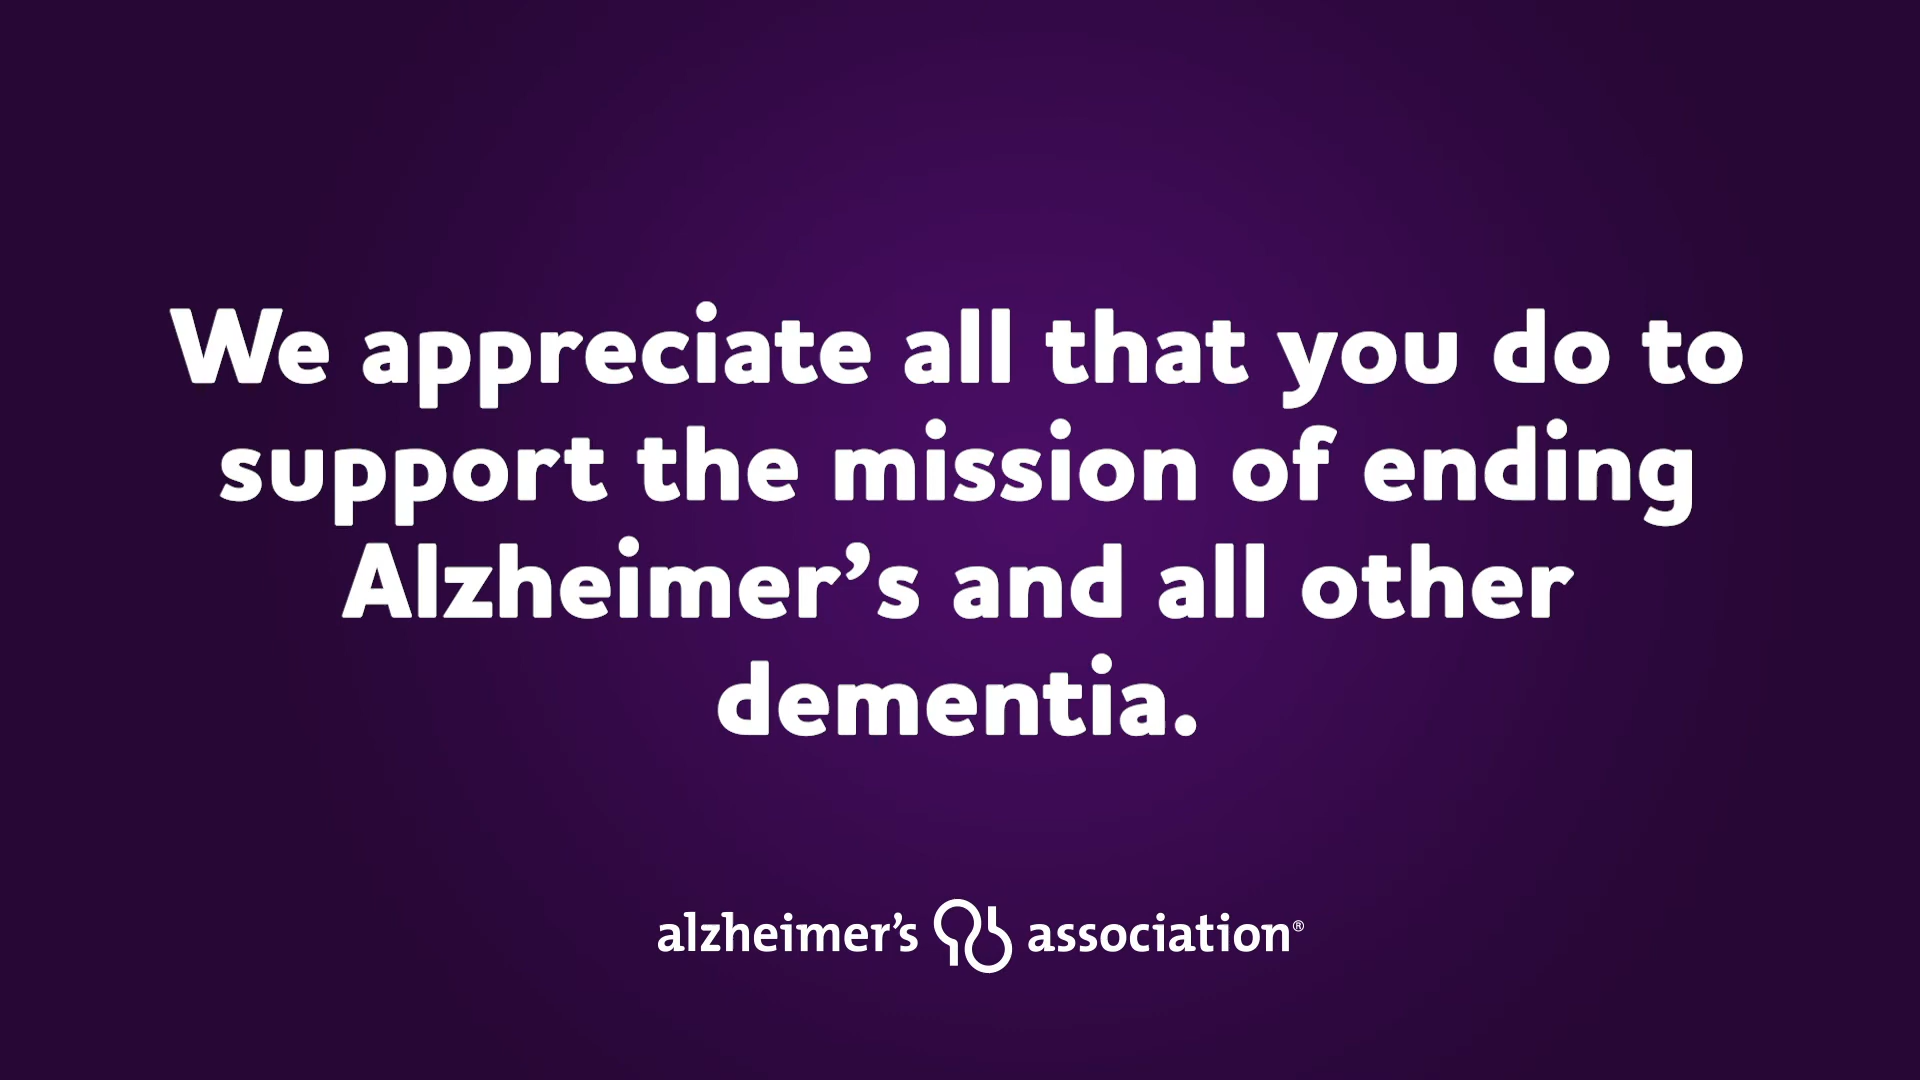 We appreciate all that you do to
support the mission of ending
Alzheimer’s and all other
dementia.
alzheimer’s association®